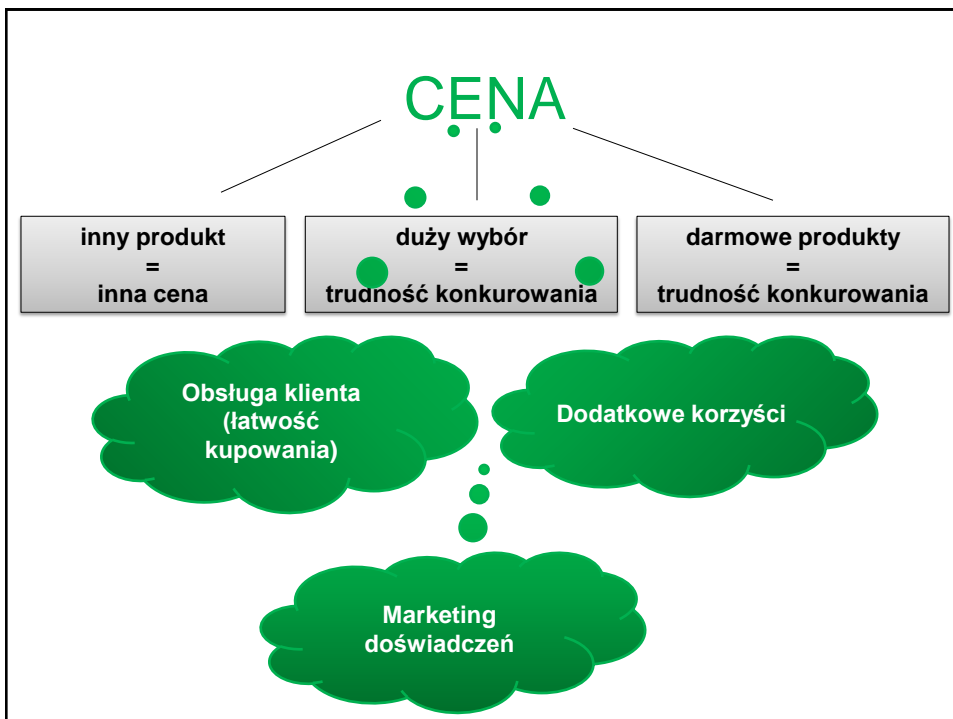 CENA
inny produkt
=
inna cena
duży wybór
=
trudność konkurowania
darmowe produkty
=
trudność konkurowania
Obsługa klienta
(łatwość
kupowania)
Dodatkowe korzyści
Marketing
doświadczeń